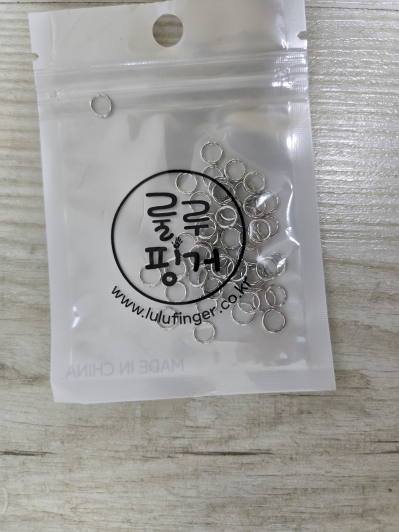 룰루
핑거
www.lulufinger.co.kr
MADE IN CHINA